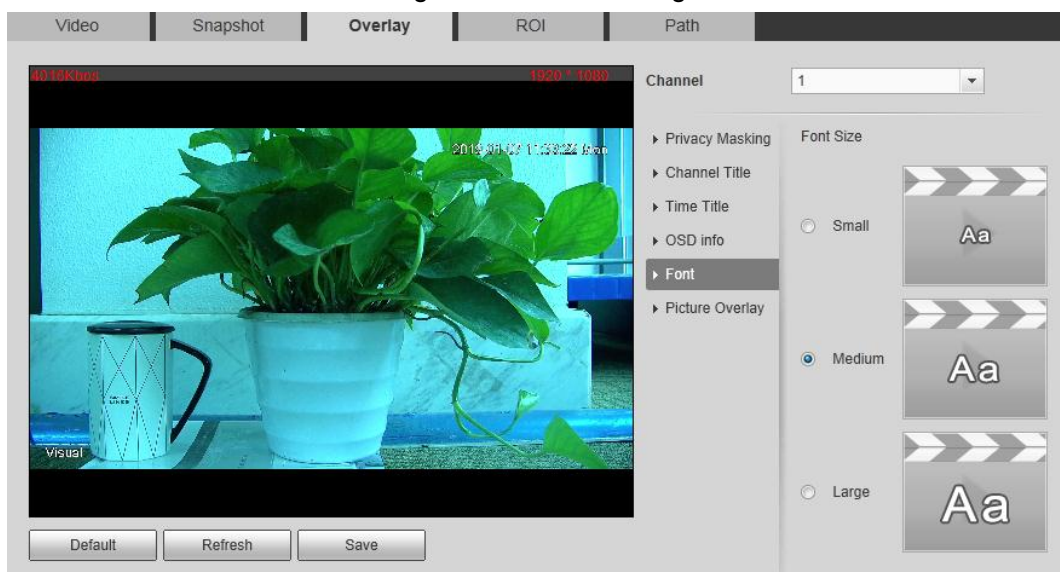 Video Snapshot Overlay ROI Path
1920 * 1080
Channel 1
Privacy Masking
Channel Title
Time Title
OSD info
Font
Picture Overlay
Font Size
Small Aa
Medium Aa
Large Aa
Visual
Default Refresh Save